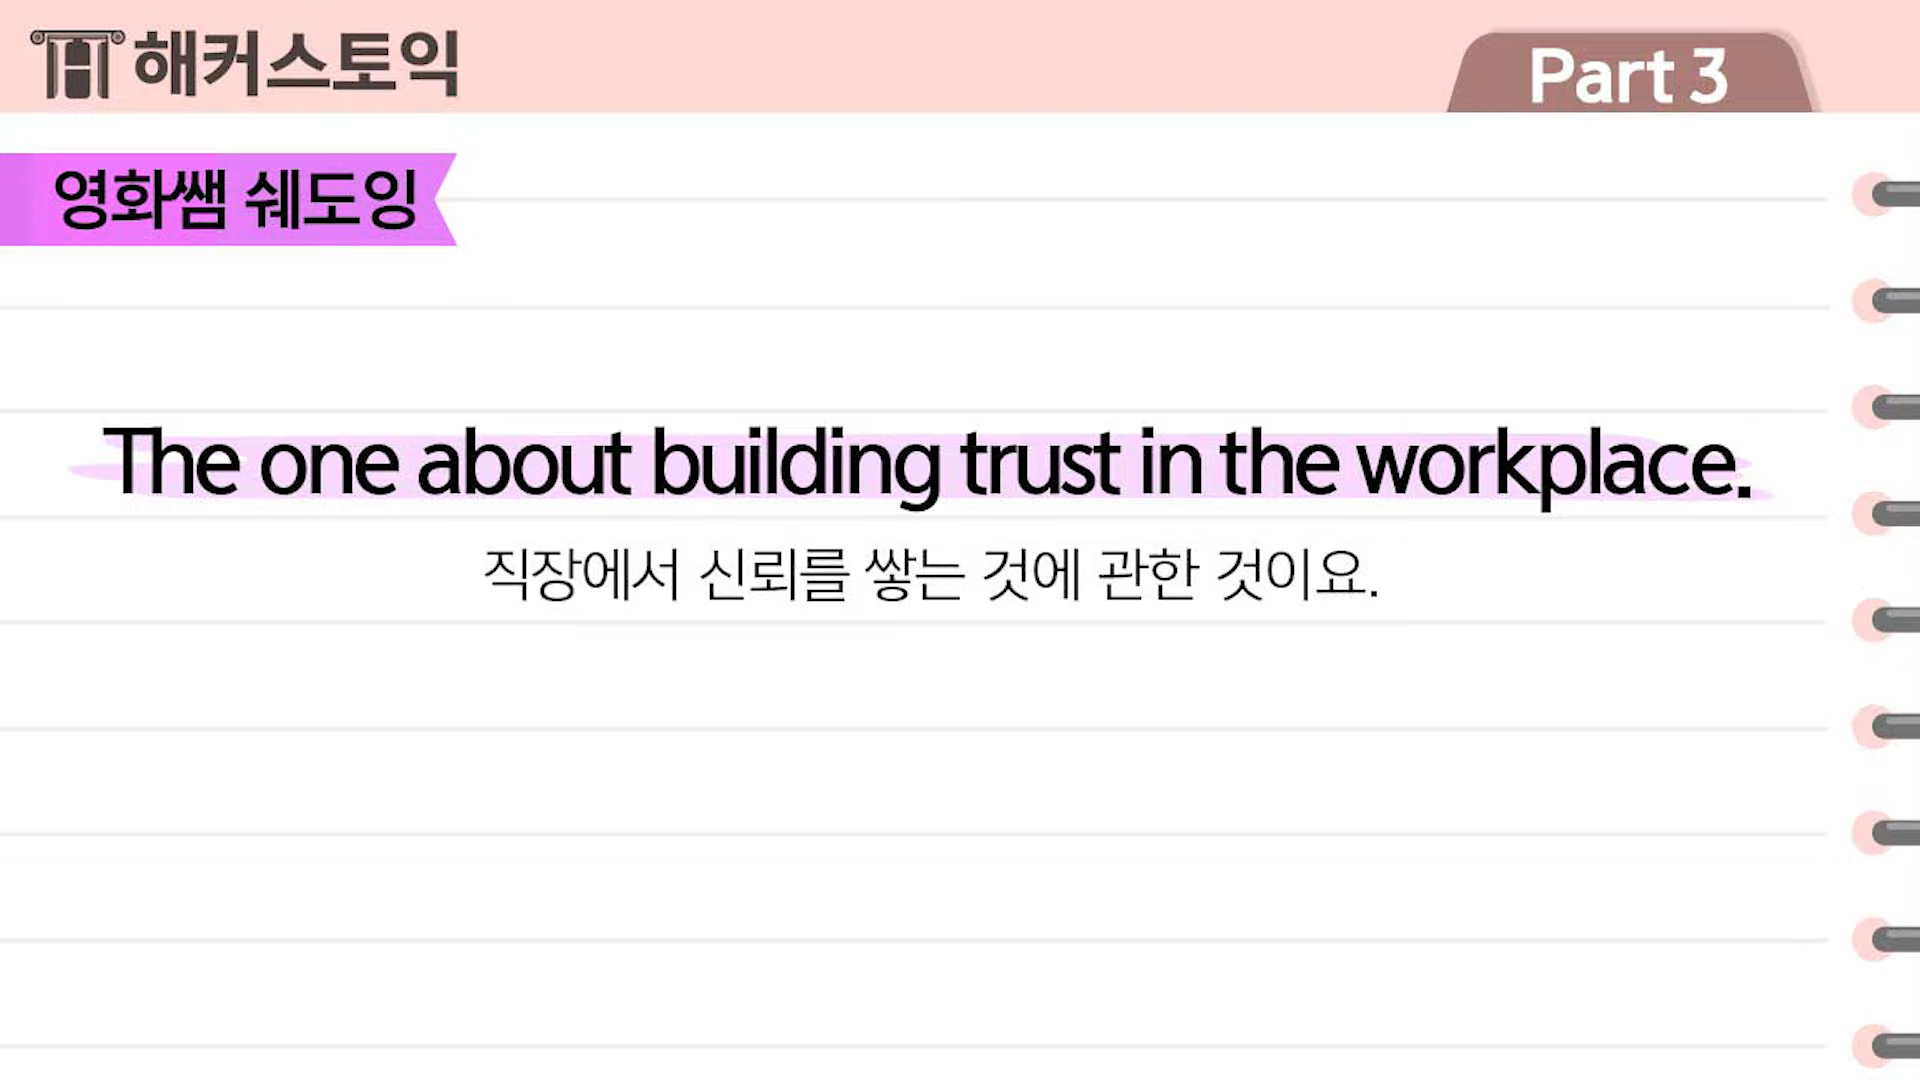 해커스토익
Part 3
영화쌤 쉐도잉
The one about building trust in the workplace.
직장에서 신뢰를 쌓는 것에 관한 것이요.